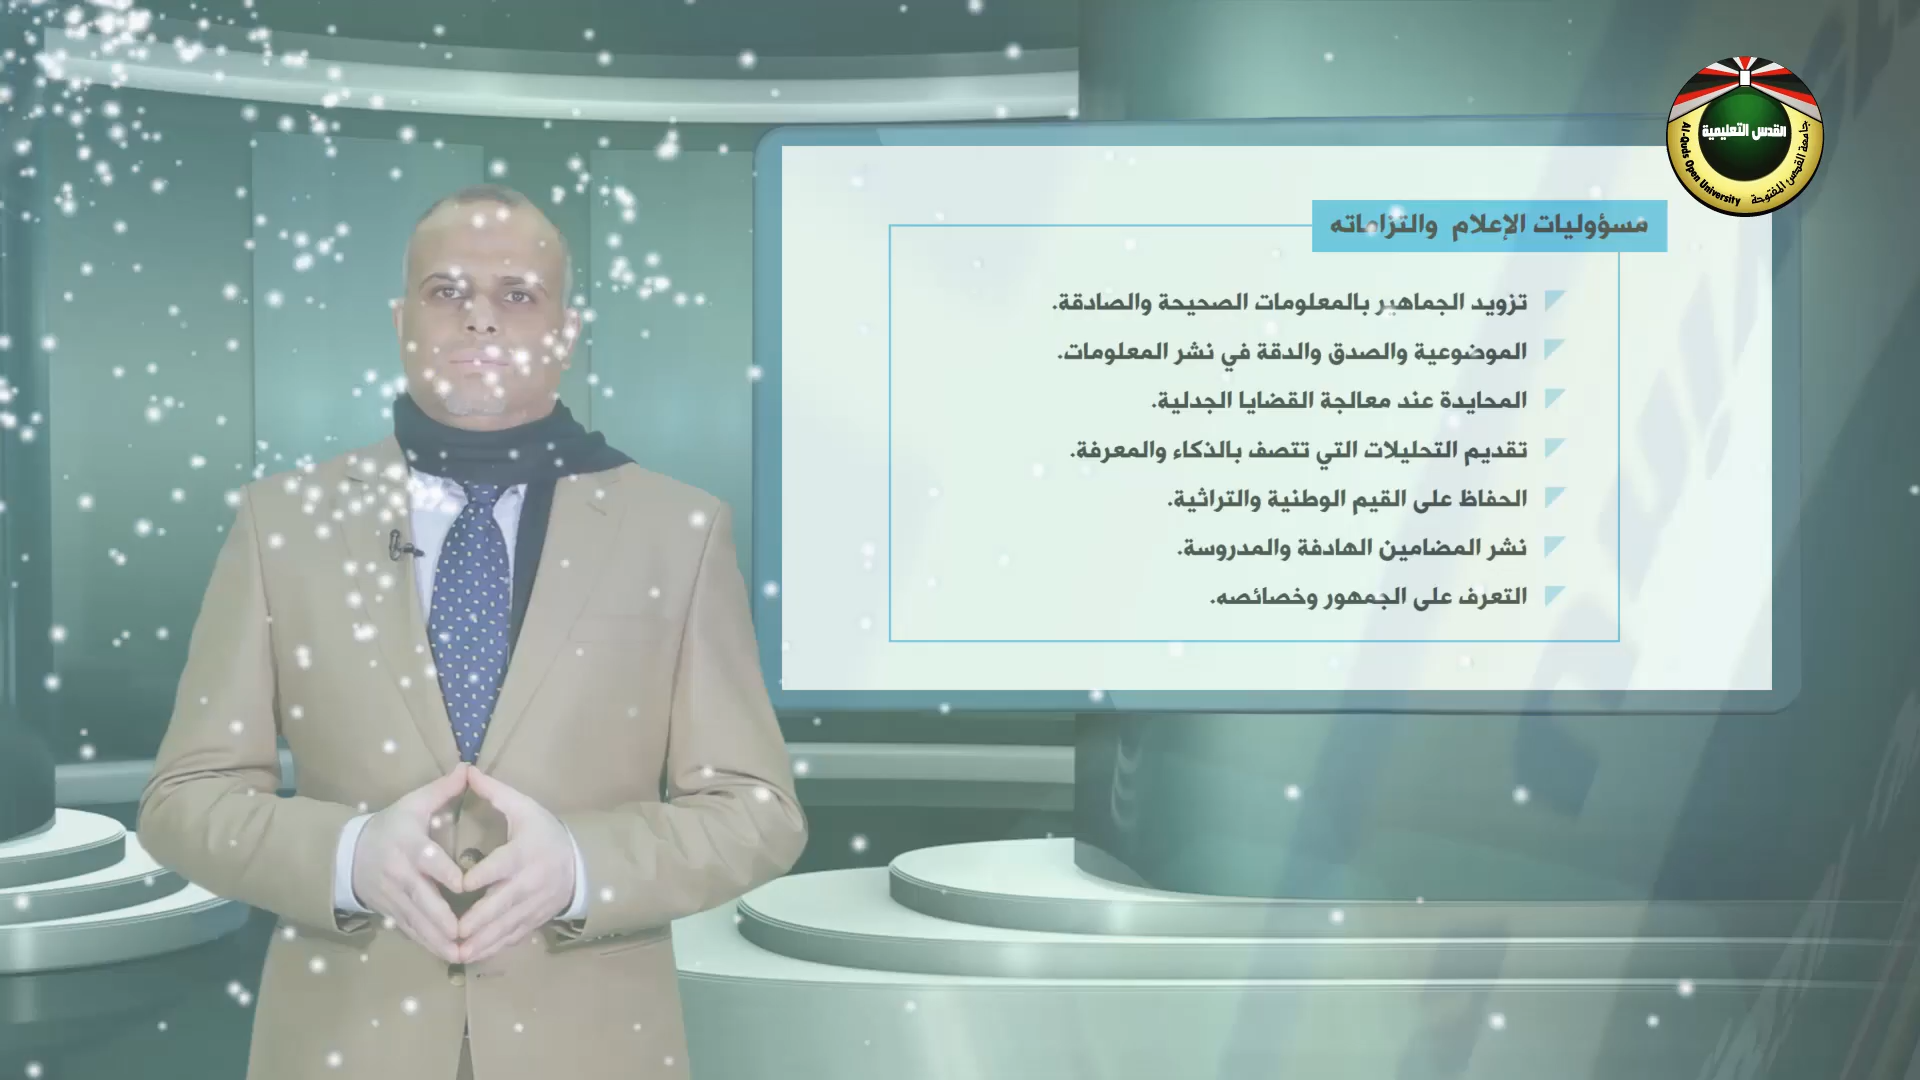 القدس التعليمية
Al-Quds Open University
جامعة القدس المفتوحة
مسؤوليات الإعلام والتزاماته
تزويد الجماهير بالمعلومات الصحيحة والصادقة.
الموضوعية والصدق والدقة في نشر المعلومات.
المحايدة عند معالجة القضايا الجدلية.
تقديم التحليلات التي تتصف بالذكاء والمعرفة.
الحفاظ على القيم الوطنية والتراثية.
نشر المضامين الهادفة والمدروسة.
التعرف على الجمهور وخصائصه.